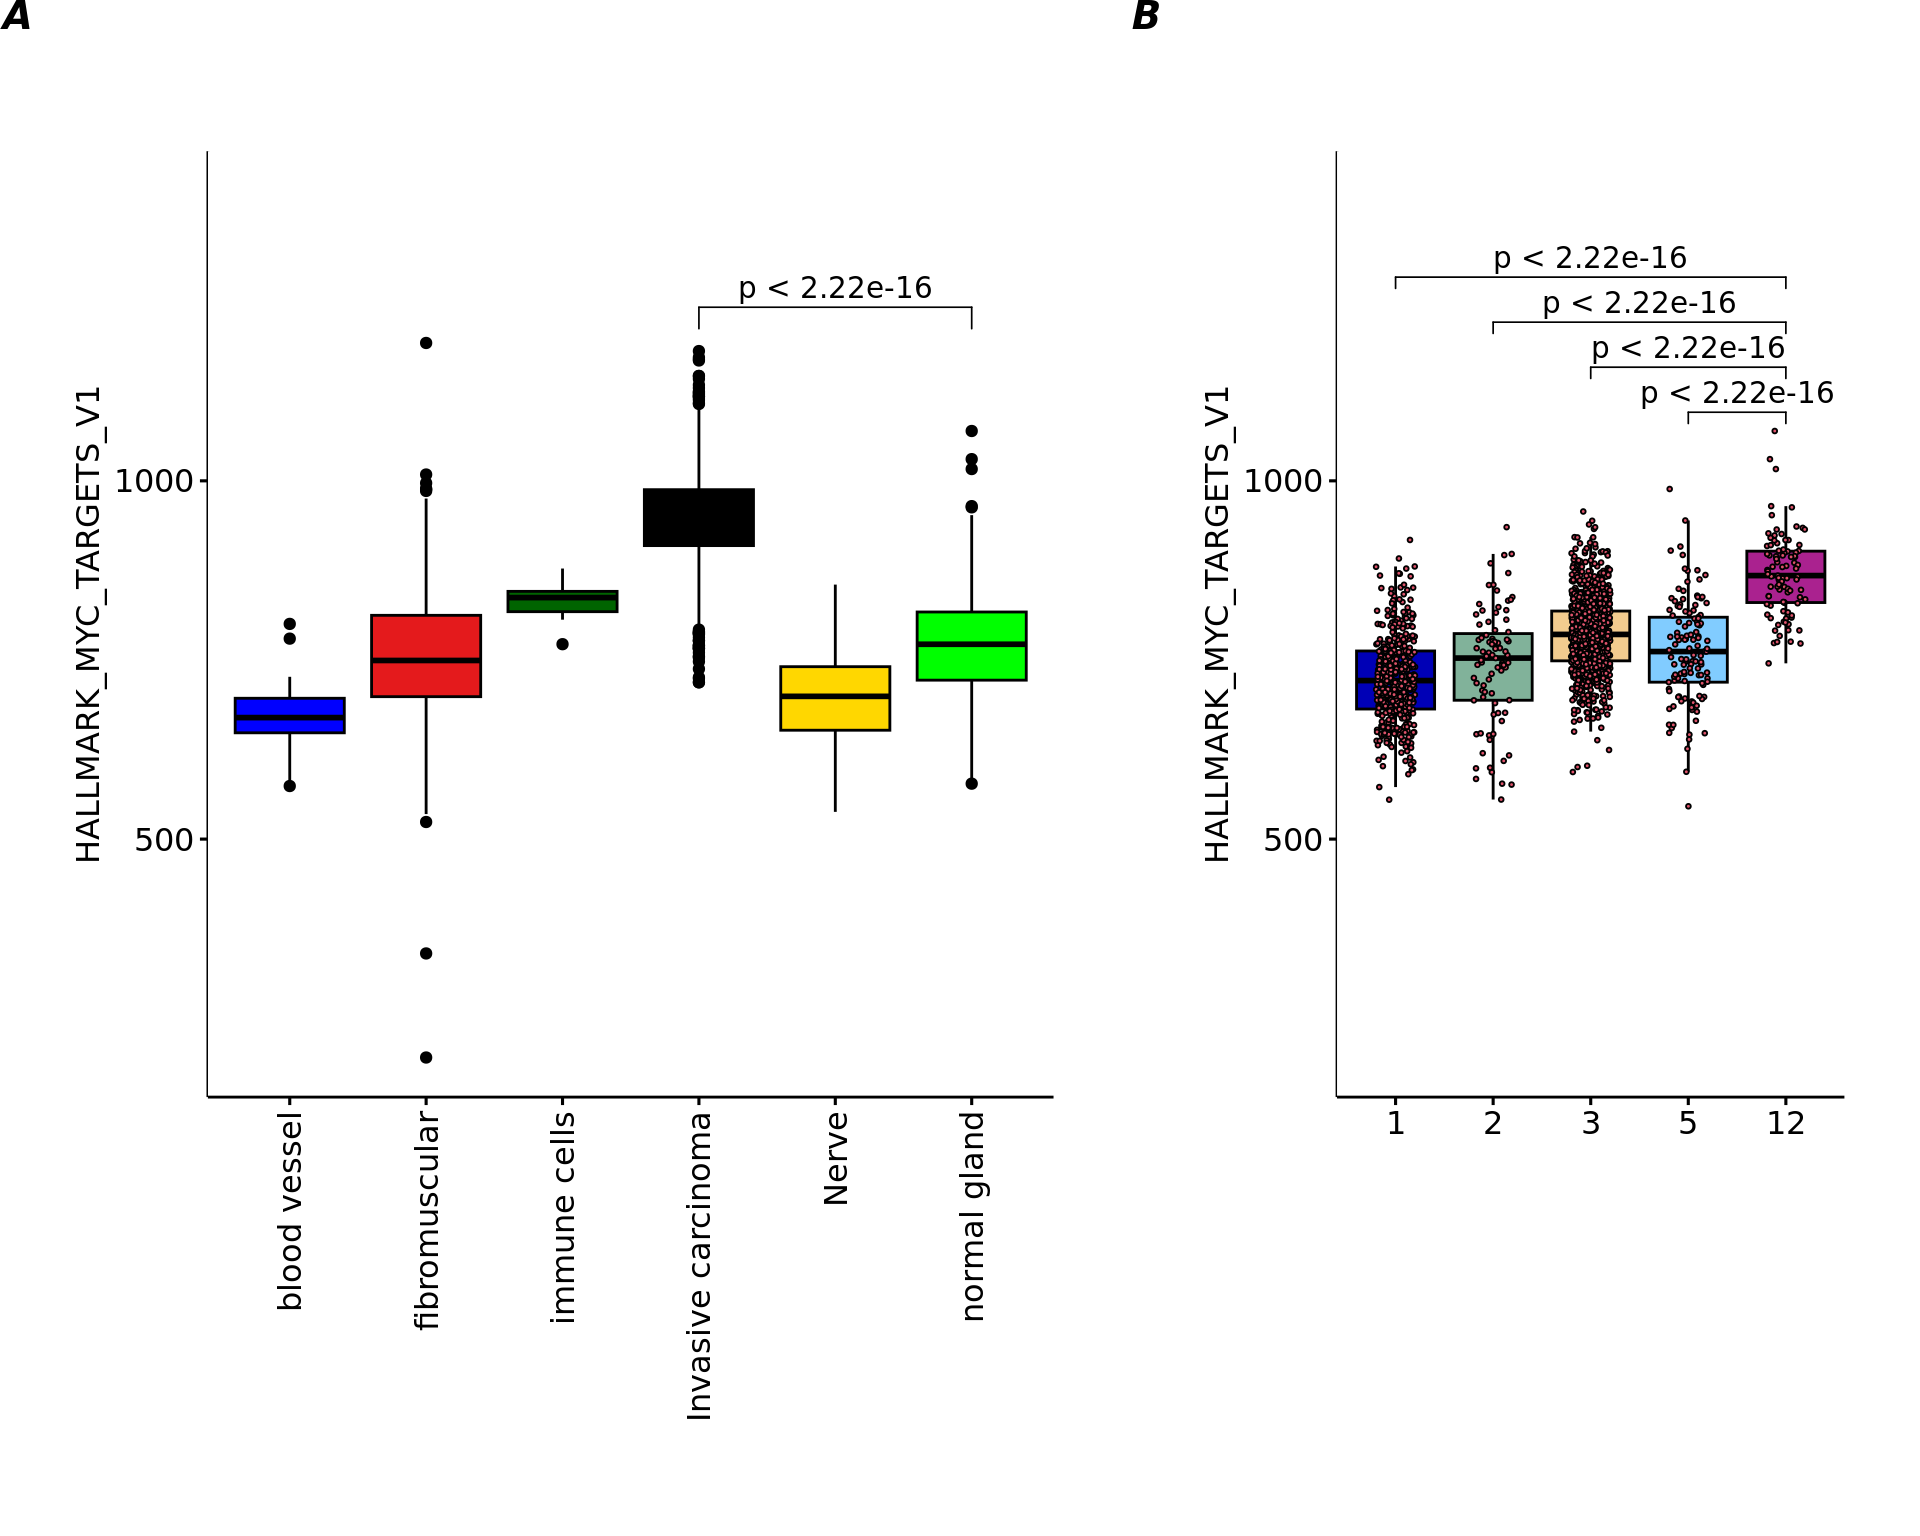 A
HALLMARK_MYC_TARGETS_V1
1000
500
p < 2.22e-16
blood vessel
fibromuscular
immune cells
Invasive carcinoma
Nerve
normal gland
B
HALLMARK_MYC_TARGETS_V1
1000
500
p < 2.22e-16
p < 2.22e-16
p < 2.22e-16
p < 2.22e-16
1
2
3
5
12